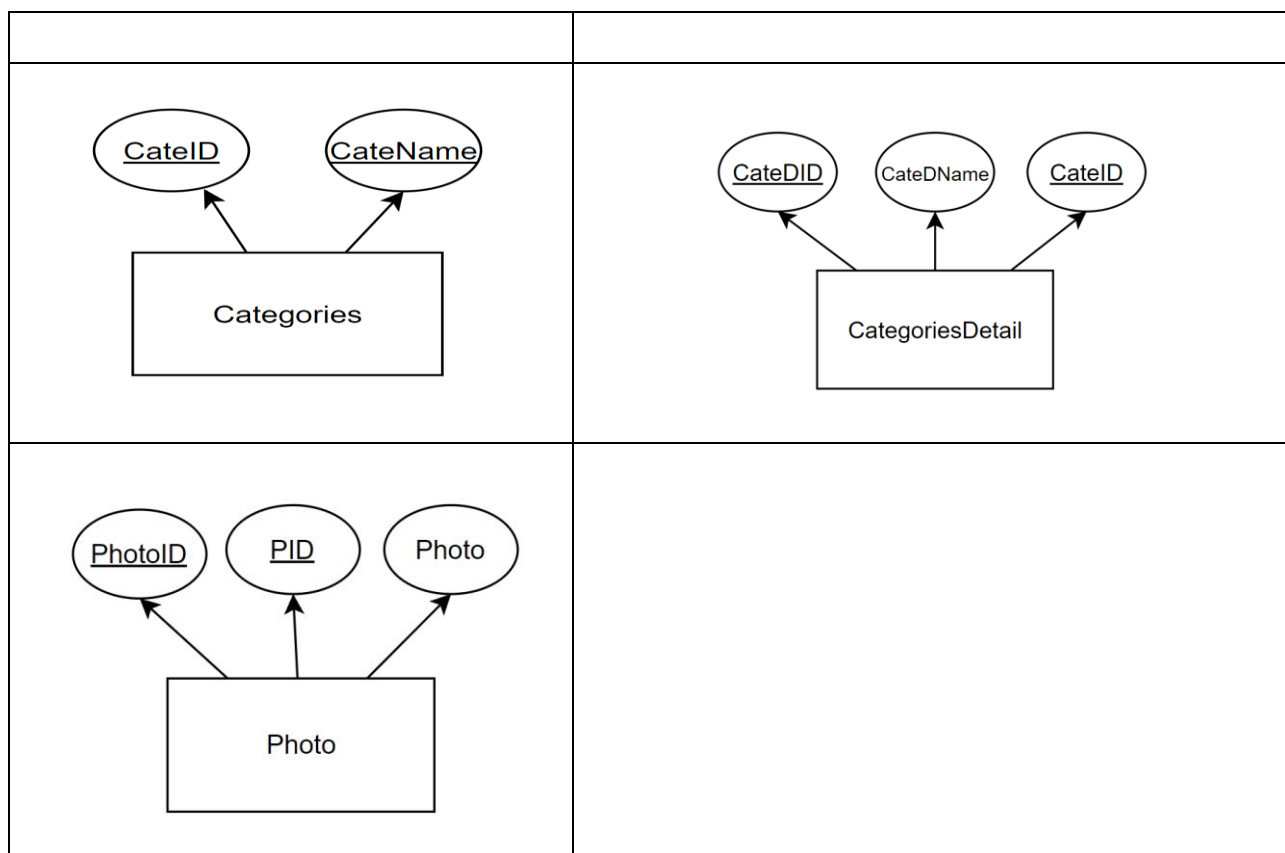 CateID
CateName
Categories
CateDID
CateDName
CateID
CategoriesDetail
PhotoID
PID
Photo
Photo